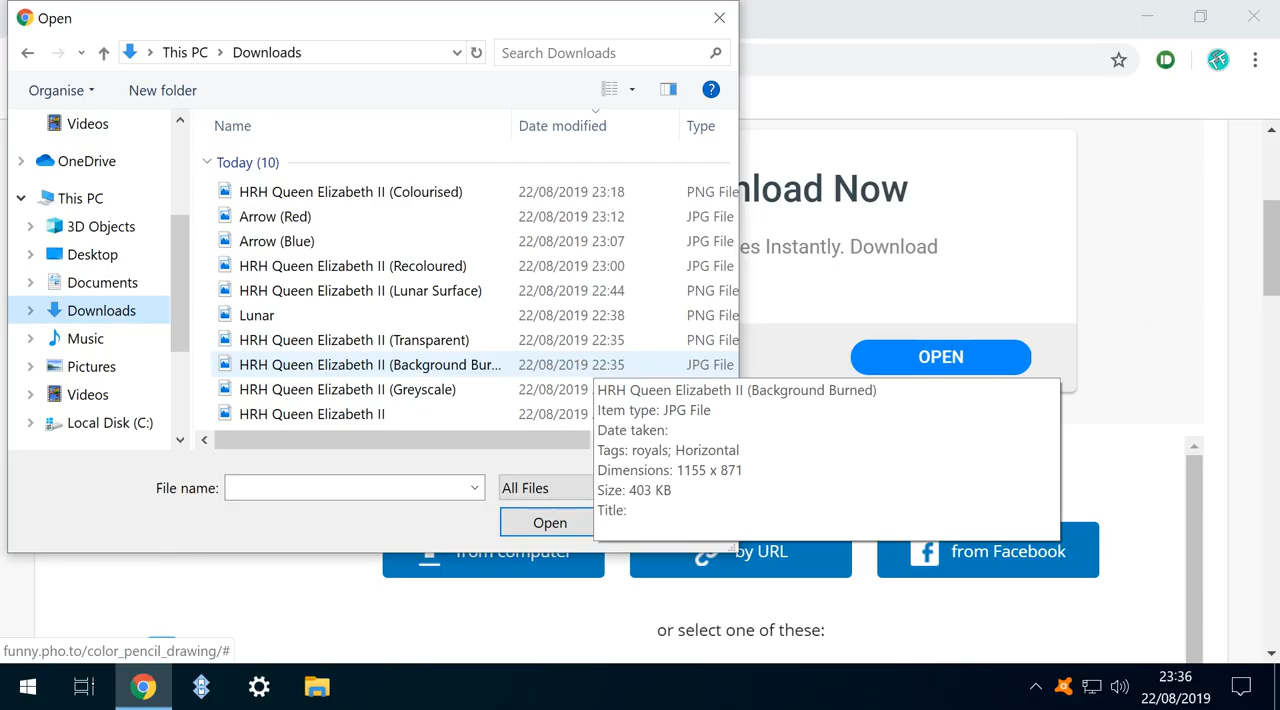 Open
This PC
Downloads
Search Downloads
Organise
New folder
?
Videos
OneDrive
This PC
3D Objects
Desktop
Documents
Downloads
Music
Pictures
Videos
Local Disk (C:)
Name Date modified Type
Today (10)
HRH Queen Elizabeth II (Colourised) 22/08/2019 23:18 PNG File
Arrow (Red) 22/08/2019 23:12 JPG File
Arrow (Blue) 22/08/2019 23:07 JPG File
HRH Queen Elizabeth II (Recoloured) 22/08/2019 23:00 JPG File
HRH Queen Elizabeth II (Lunar Surface) 22/08/2019 22:44 PNG File
Lunar 22/08/2019 22:38 JPG File
HRH Queen Elizabeth II (Transparent) 22/08/2019 22:35 PNG File
HRH Queen Elizabeth II (Background Bur... 22/08/2019 22:35 JPG File
HRH Queen Elizabeth II (Greyscale) 22/08/2019
HRH Queen Elizabeth II 22/08/2019
HRH Queen Elizabeth II (Background Burned)
Item type: JPG File
Date taken:
Tags: royals; Horizontal
Dimensions: 1155 x 871
Size: 403 KB
Title:
File name:
All Files
Open
nload Now
es Instantly. Download
OPEN
from computer
by URL
from Facebook
or select one of these:
funny.pho.to/color_pencil_drawing/#
23:36
22/08/2019